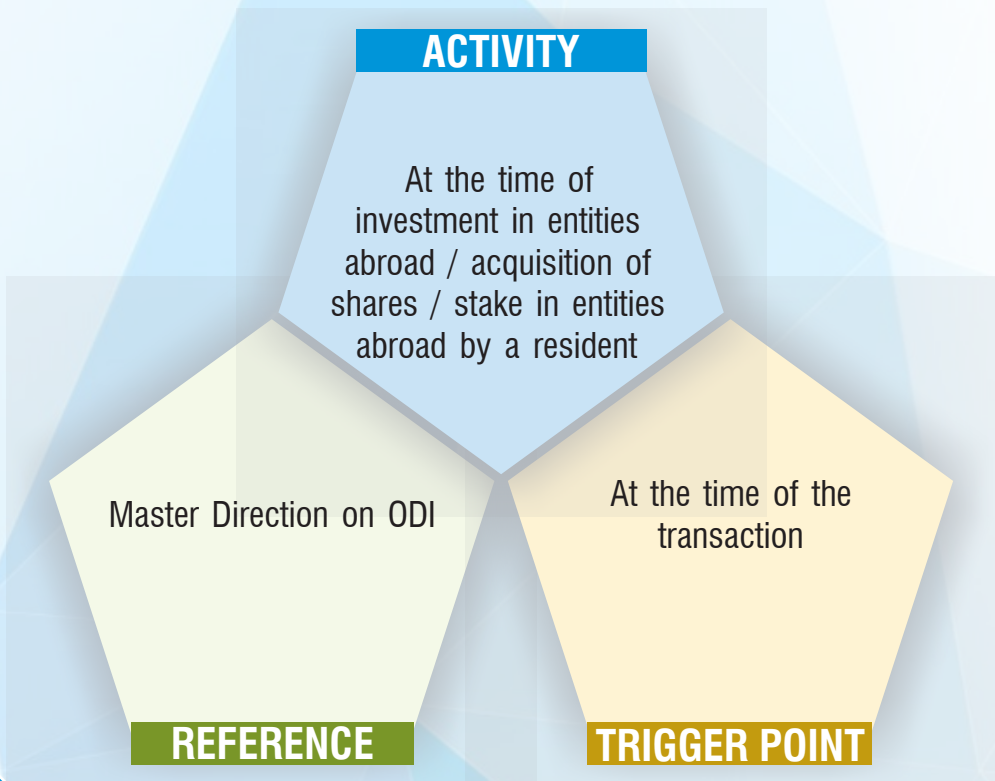 ACTIVITY
At the time of
investment in entities
abroad / acquisition of
shares / stake in entities
abroad by a resident
Master Direction on ODI
REFERENCE
At the time of the
transaction
TRIGGER POINT